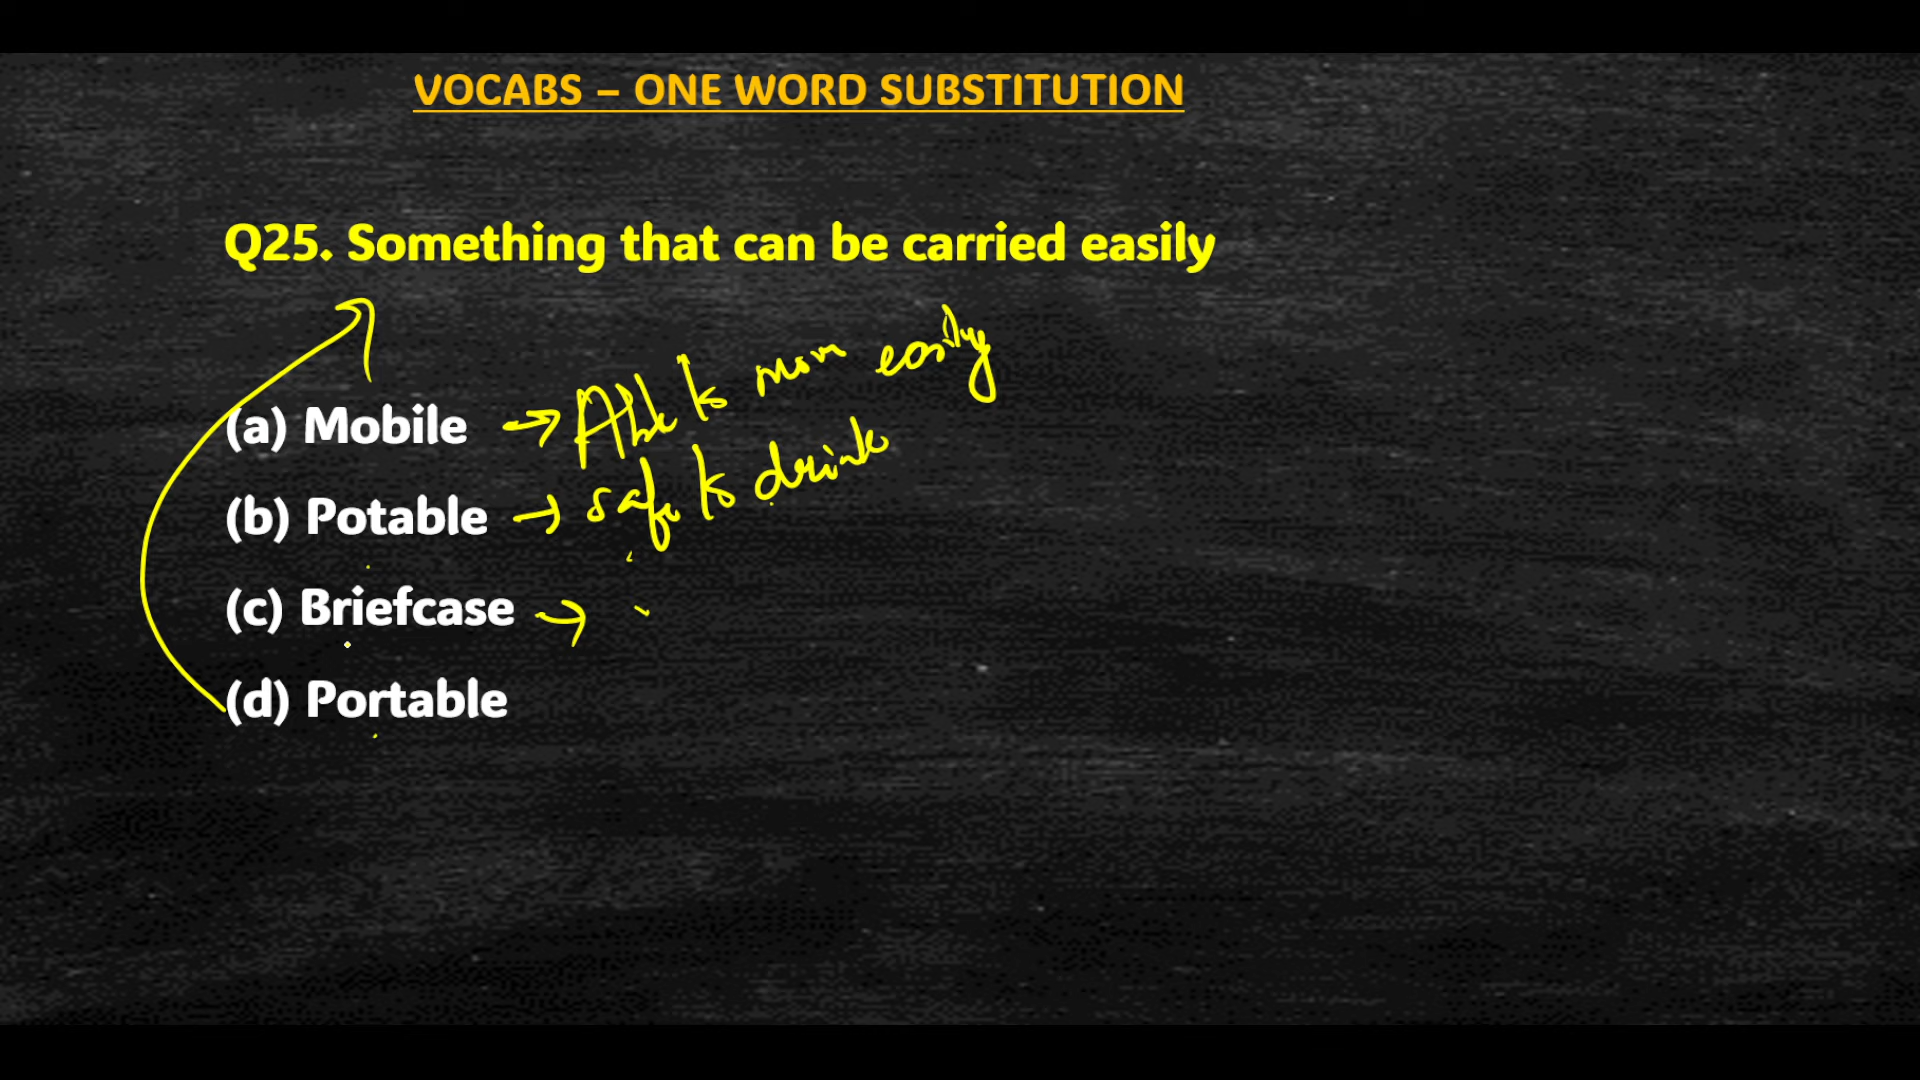 VOCABS – ONE WORD SUBSTITUTION
Q25. Something that can be carried easily
(a) Mobile → Able to move easily
(b) Potable → safe to drink
(c) Briefcase →
(d) Portable